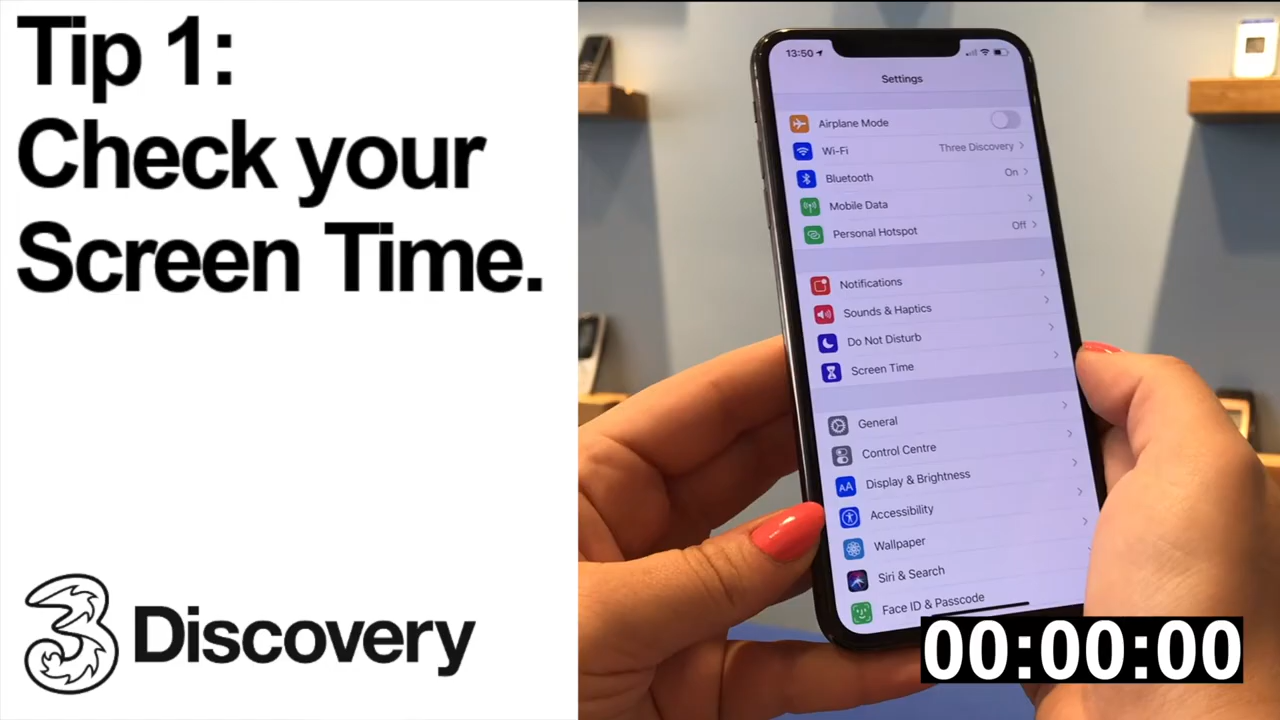 Tip 1:
Check your
Screen Time.
3 Discovery
13:50
Settings
Airplane Mode
Wi-Fi Three Discovery
Bluetooth On
Mobile Data
Personal Hotspot Off
Notifications
Sounds & Haptics
Do Not Disturb
Screen Time
General
Control Centre
AA Display & Brightness
Accessibility
Wallpaper
Siri & Search
Face ID & Passcode
00:00:00